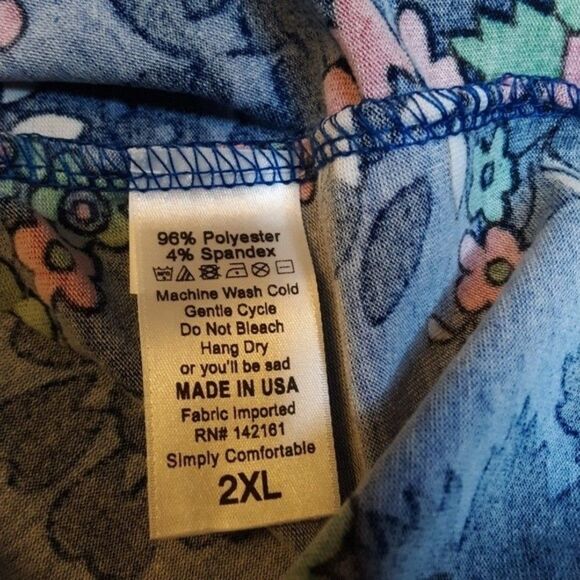 96% Polyester
4% Spandex
Machine Wash Cold
Gentle Cycle
Do Not Bleach
Hang Dry
or you'll be sad
MADE IN USA
Fabric Imported
RN# 142161
Simply Comfortable
2XL